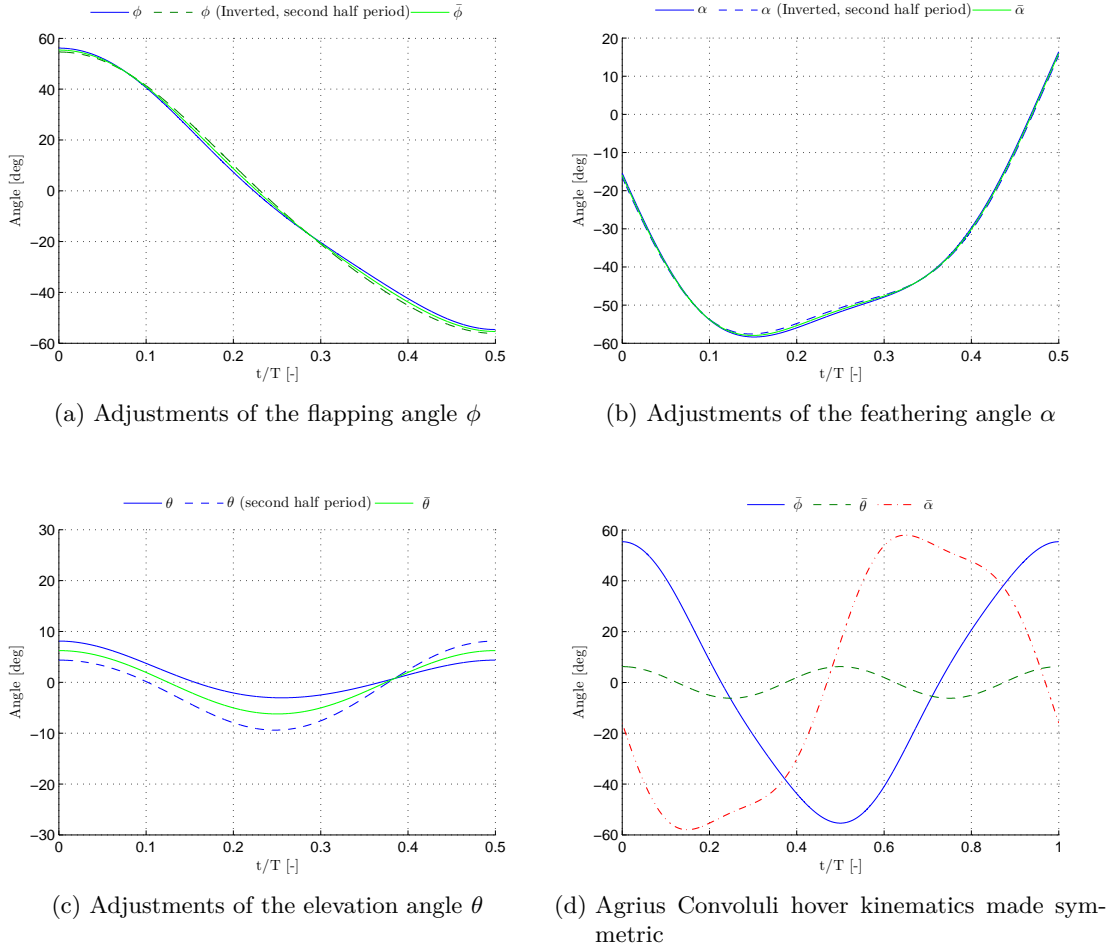 ϕ ϕ (Inverted, second half period) ϕ̄
60
40
20
0
−20
−40
−60
0 0.1 0.2 0.3 0.4 0.5
Angle [deg]
t/T [-]
(a) Adjustments of the flapping angle ϕ
α α (Inverted, second half period) ᾱ
20
10
0
−10
−20
−30
−40
−50
−60
0 0.1 0.2 0.3 0.4 0.5
Angle [deg]
t/T [-]
(b) Adjustments of the feathering angle α
θ θ (second half period) θ̄
30
20
10
0
−10
−20
−30
0 0.1 0.2 0.3 0.4 0.5
Angle [deg]
t/T [-]
(c) Adjustments of the elevation angle θ
ϕ̄ θ̄ ᾱ
60
40
20
0
−20
−40
−60
0 0.2 0.4 0.6 0.8 1
Angle [deg]
t/T [-]
(d) Agrius Convoluli hover kinematics made sym-
metric